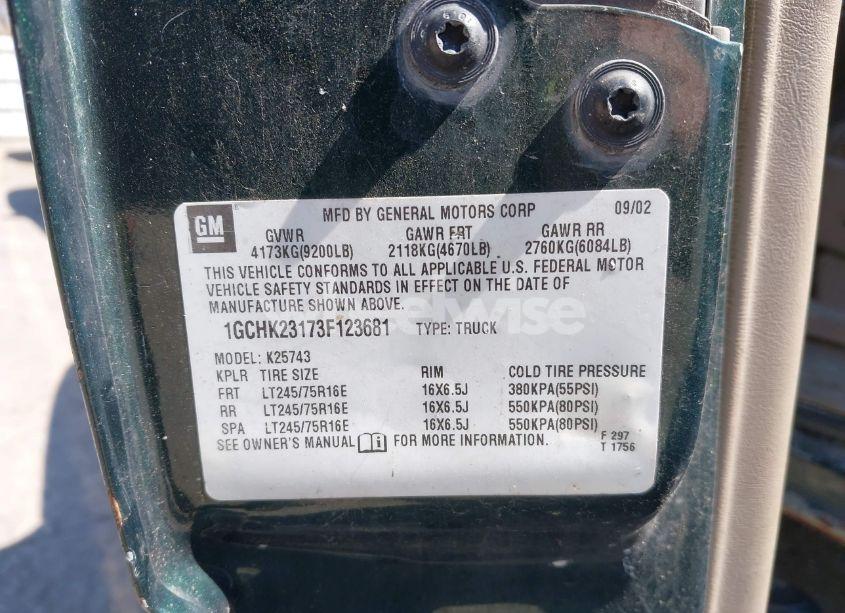 GM
MFD BY GENERAL MOTORS CORP 09/02
GVWR GAWR FRT GAWR RR
4173KG(9200LB) 2118KG(4670LB) 2760KG(6084LB)
THIS VEHICLE CONFORMS TO ALL APPLICABLE U.S. FEDERAL MOTOR
VEHICLE SAFETY STANDARDS IN EFFECT ON THE DATE OF
MANUFACTURE SHOWN ABOVE.
1GCHK23173F123681 TYPE: TRUCK
MODEL: K25743
KPLR TIRE SIZE RIM COLD TIRE PRESSURE
FRT LT245/75R16E 16X6.5J 380KPA(55PSI)
RR LT245/75R16E 16X6.5J 550KPA(80PSI)
SPA LT245/75R16E 16X6.5J 550KPA(80PSI)
SEE OWNER'S MANUAL FOR MORE INFORMATION.
F 297
T 1756